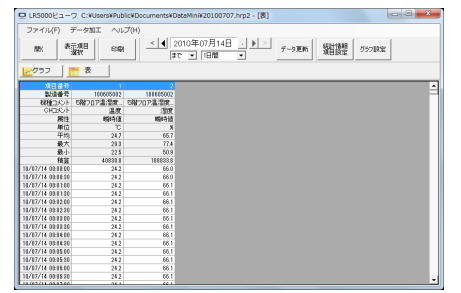 LR5000ビューワ C:¥Users¥Public¥Documents¥DataMini¥20100707.hrp2 - [表]
ファイル(F) データ加工 ヘルプ(H)
開く 表示項目選択 印刷 < 2010年07月14日 > データ更新 統計情報項目設定 グラフ設定
まで 1日間
グラフ 表
項目番号 1 2
製造番号 100605002 100605002
機種コメント 5階フロア温湿度... 5階フロア温湿度...
CHコメント 温度 湿度
属性 瞬時値 瞬時値
単位 ℃ %
平均 24.7 65.7
最大 29.3 77.4
最小 22.5 50.9
積算 40830.8 108833.8
10/07/14 00:00:00 24.2 66.0
10/07/14 00:00:30 24.2 66.0
10/07/14 00:01:00 24.2 66.1
10/07/14 00:01:30 24.2 66.1
10/07/14 00:02:00 24.2 66.1
10/07/14 00:02:30 24.2 66.1
10/07/14 00:03:00 24.2 66.1
10/07/14 00:03:30 24.2 66.1
10/07/14 00:04:00 24.2 66.1
10/07/14 00:04:30 24.2 66.1
10/07/14 00:05:00 24.2 66.1
10/07/14 00:05:30 24.2 66.1
10/07/14 00:06:00 24.2 66.1
10/07/14 00:06:30 24.2 66.1